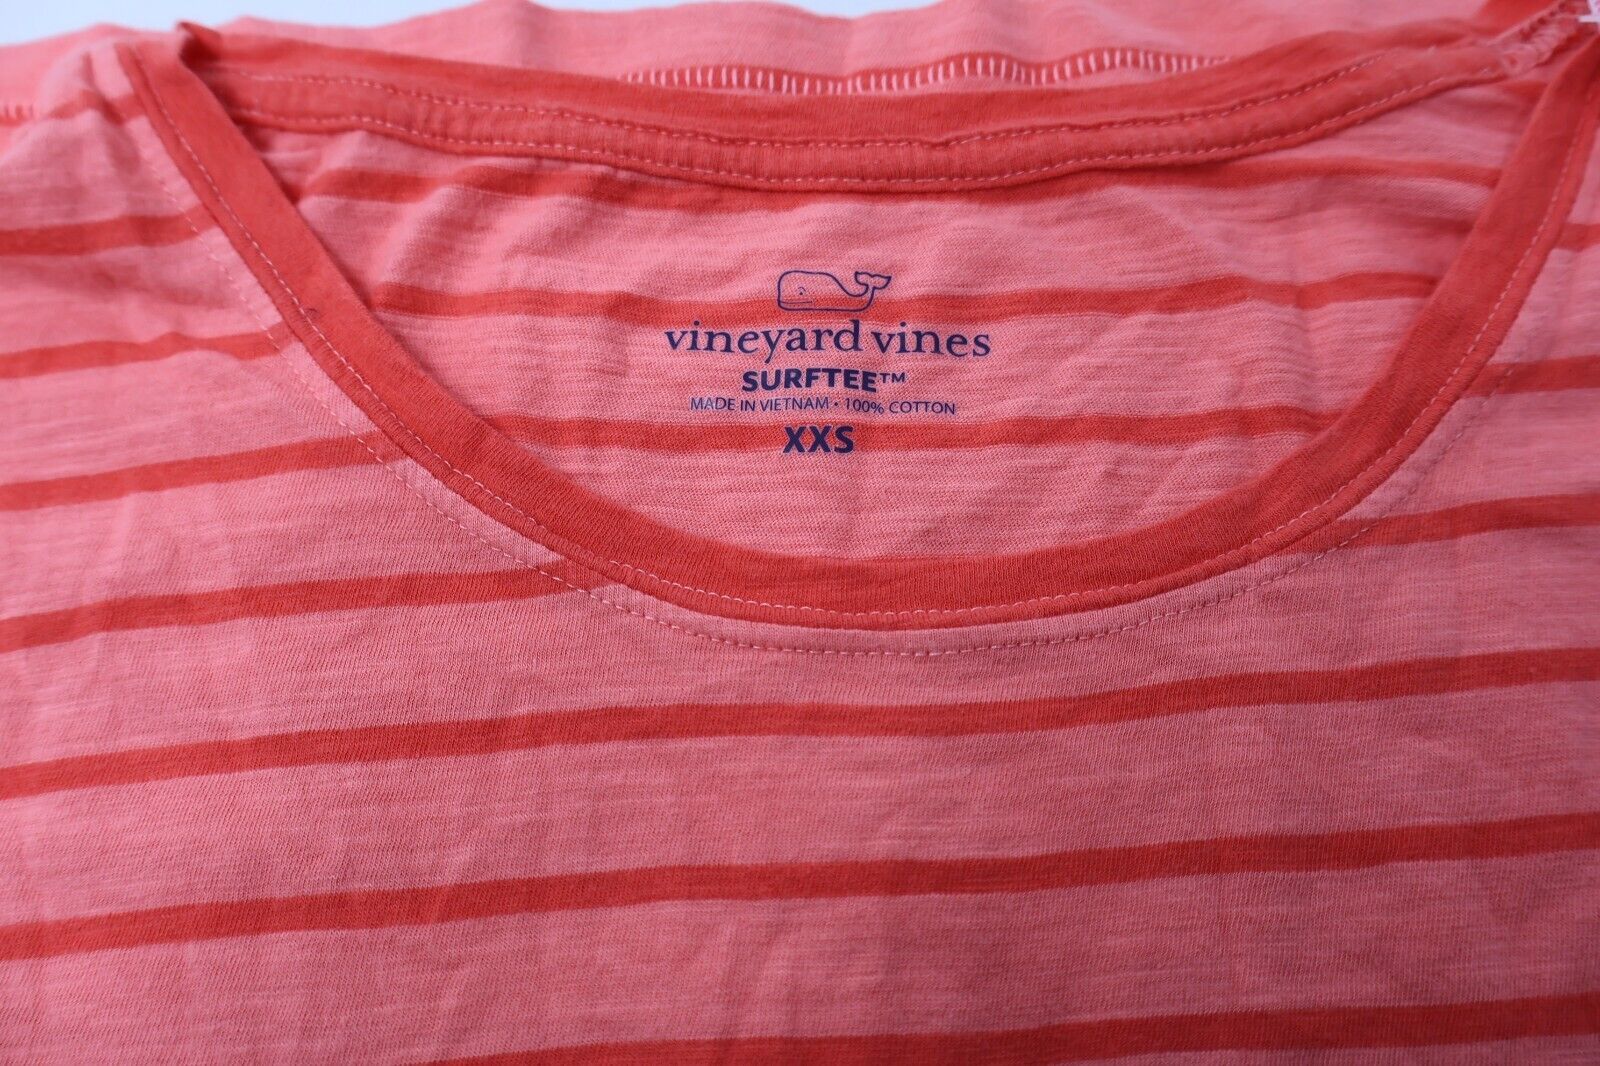 vineyard vines
SURFTEE™
MADE IN VIETNAM • 100% COTTON
XXS